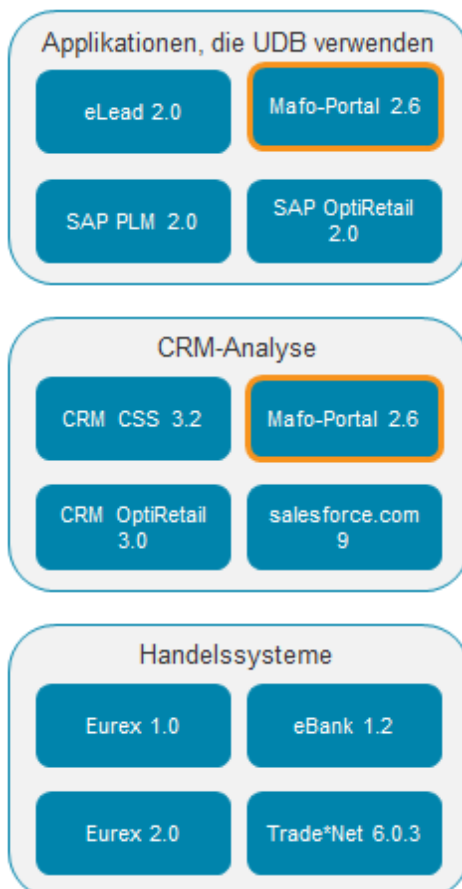 Applikationen, die UDB verwenden
eLead 2.0
Mafo-Portal 2.6
SAP PLM 2.0
SAP OptiRetail
2.0
CRM-Analyse
CRM CSS 3.2
Mafo-Portal 2.6
CRM OptiRetail
3.0
salesforce.com
9
Handelssysteme
Eurex 1.0
eBank 1.2
Eurex 2.0
Trade*Net 6.0.3